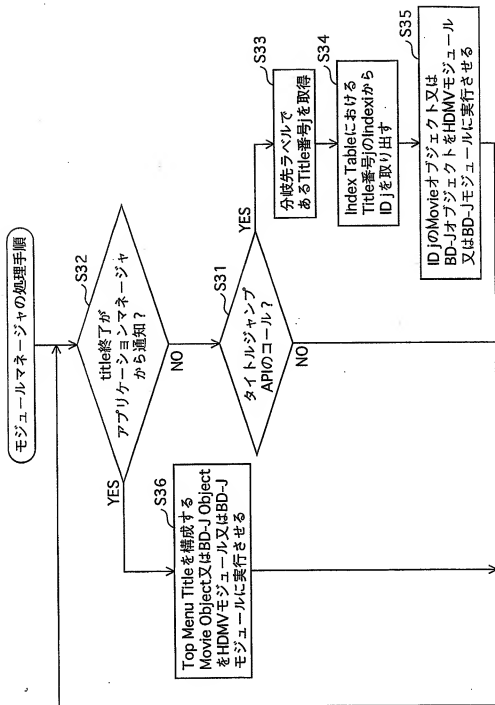 モジュールマネージャの処理手順
S32
title終了が
アプリケーションマネージャ
から通知？
YES
NO
S36
Top Menu Titleを構成する
Movie Object又はBD-J Object
をHDMVモジュール又はBD-J
モジュールに実行させる
S31
タイトルジャンプ
APIのコール？
YES
NO
S33
分岐先ラベルで
あるTitle番号jを取得
S34
Index Tableにおける
Title番号jのIndexlから
ID jを取り出す
S35
ID jのMovieオブジェクト又は
BD-JオブジェクトをHDMVモジュール
又はBD-Jモジュールに実行させる